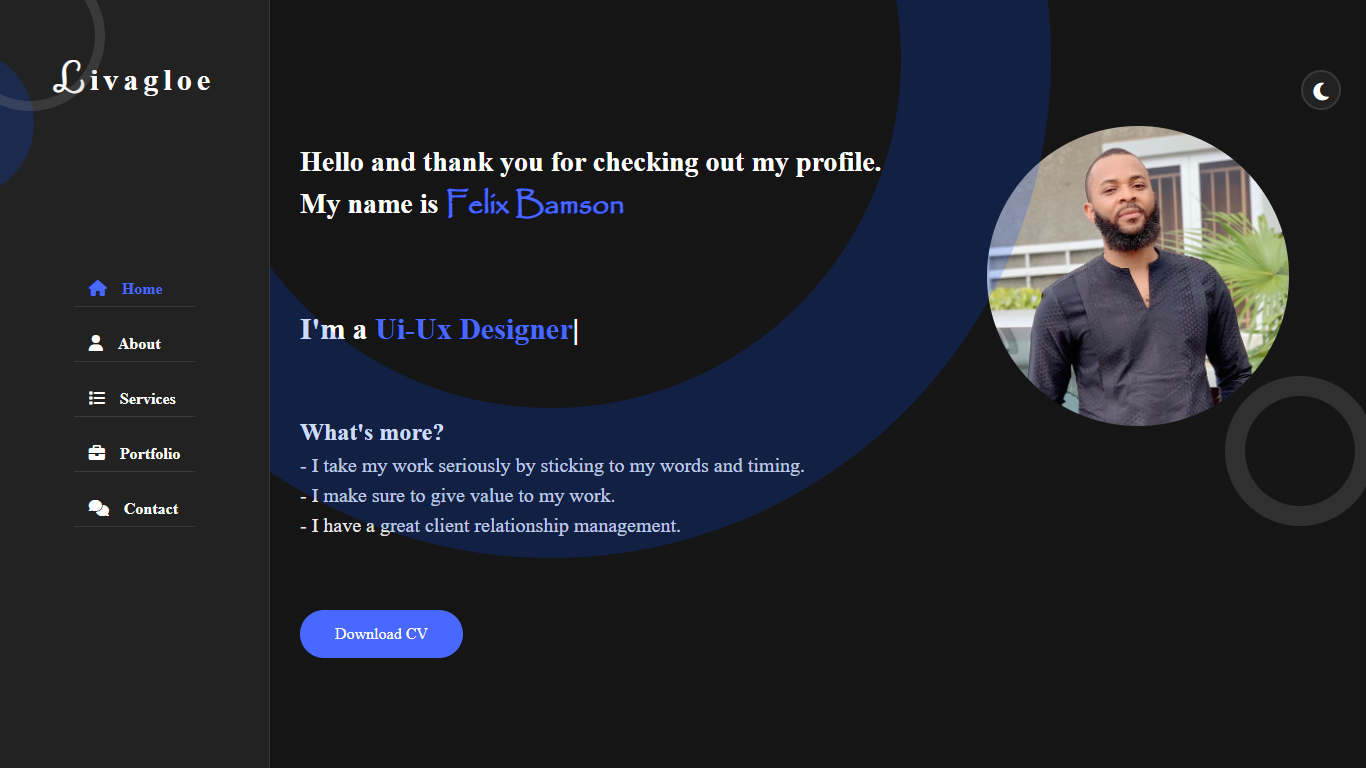 Livagloe
Home
About
Services
Portfolio
Contact
Hello and thank you for checking out my profile.
My name is Felix Bamson
I'm a Ui-Ux Designer|
What's more?
- I take my work seriously by sticking to my words and timing.
- I make sure to give value to my work.
- I have a great client relationship management.
Download CV